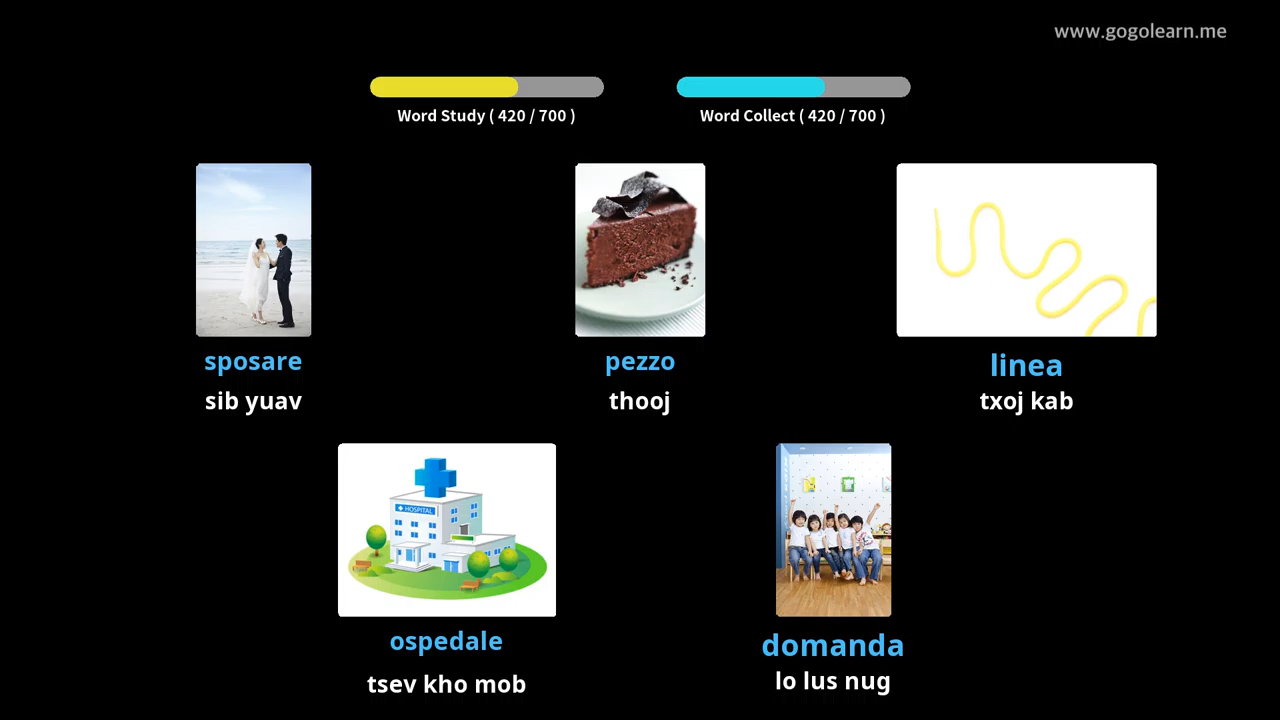 www.gogolearn.me
Word Study ( 420 / 700 )
Word Collect ( 420 / 700 )
sposare
sib yuav
pezzo
thooj
linea
txoj kab
HOSPITAL
ospedale
tsev kho mob
domanda
lo lus nug